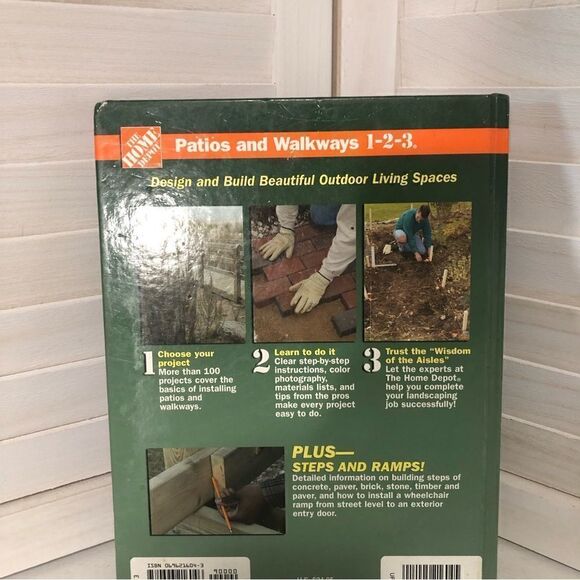 THE
HOME
DEPOT
Patios and Walkways 1-2-3®
Design and Build Beautiful Outdoor Living Spaces
1 Choose your
project
More than 100
projects cover the
basics of installing
patios and
walkways.
2 Learn to do it
Clear step-by-step
instructions, color
photography,
materials lists, and
tips from the pros
make every project
easy to do.
3 Trust the "Wisdom
of the Aisles"
Let the experts at
The Home Depot®
help you complete
your landscaping
job successfully!
PLUS—
STEPS AND RAMPS!
Detailed information on building steps of
concrete, paver, brick, stone, timber and
paver, and how to install a wheelchair
ramp from street level to an exterior
entry door.
ISBN 069621604-3
90000